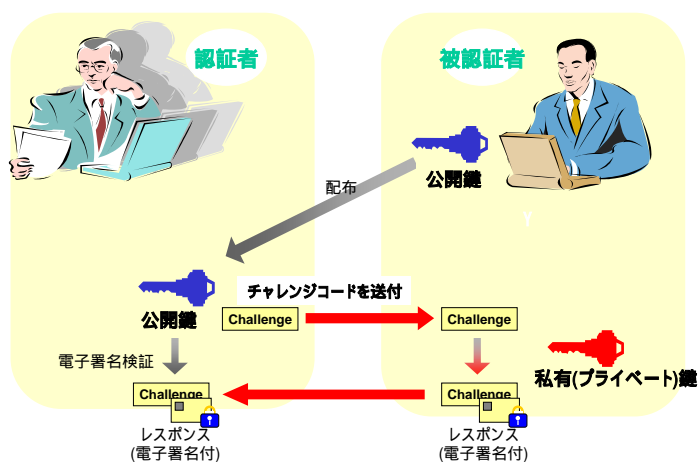 認証者
被認証者
配布
公開鍵
チャレンジコードを送付
公開鍵
Challenge
Challenge
電子署名検証
私有(プライベート)鍵
Challenge
Challenge
レスポンス
(電子署名付)
レスポンス
(電子署名付)